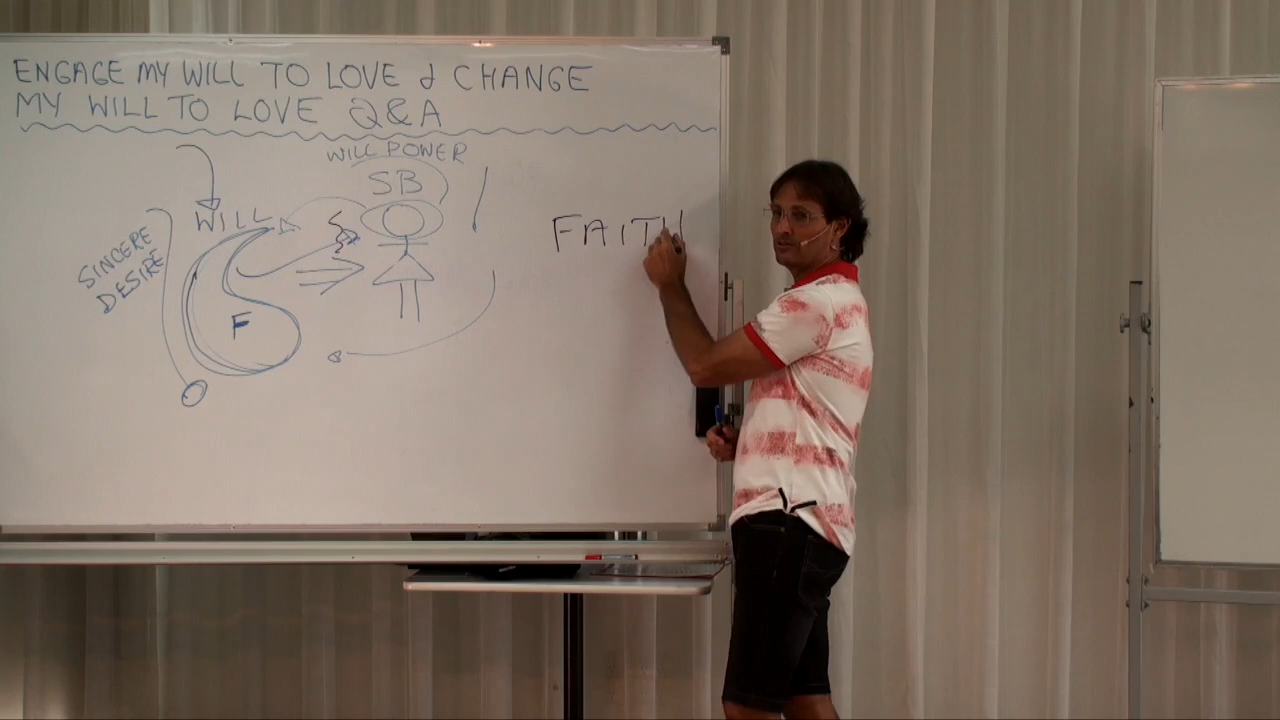 ENGAGE MY WILL TO LOVE & CHANGE
MY WILL TO LOVE Q&A
WILL POWER
SB
WILL
SINCERE
DESIRE
F
FAITH